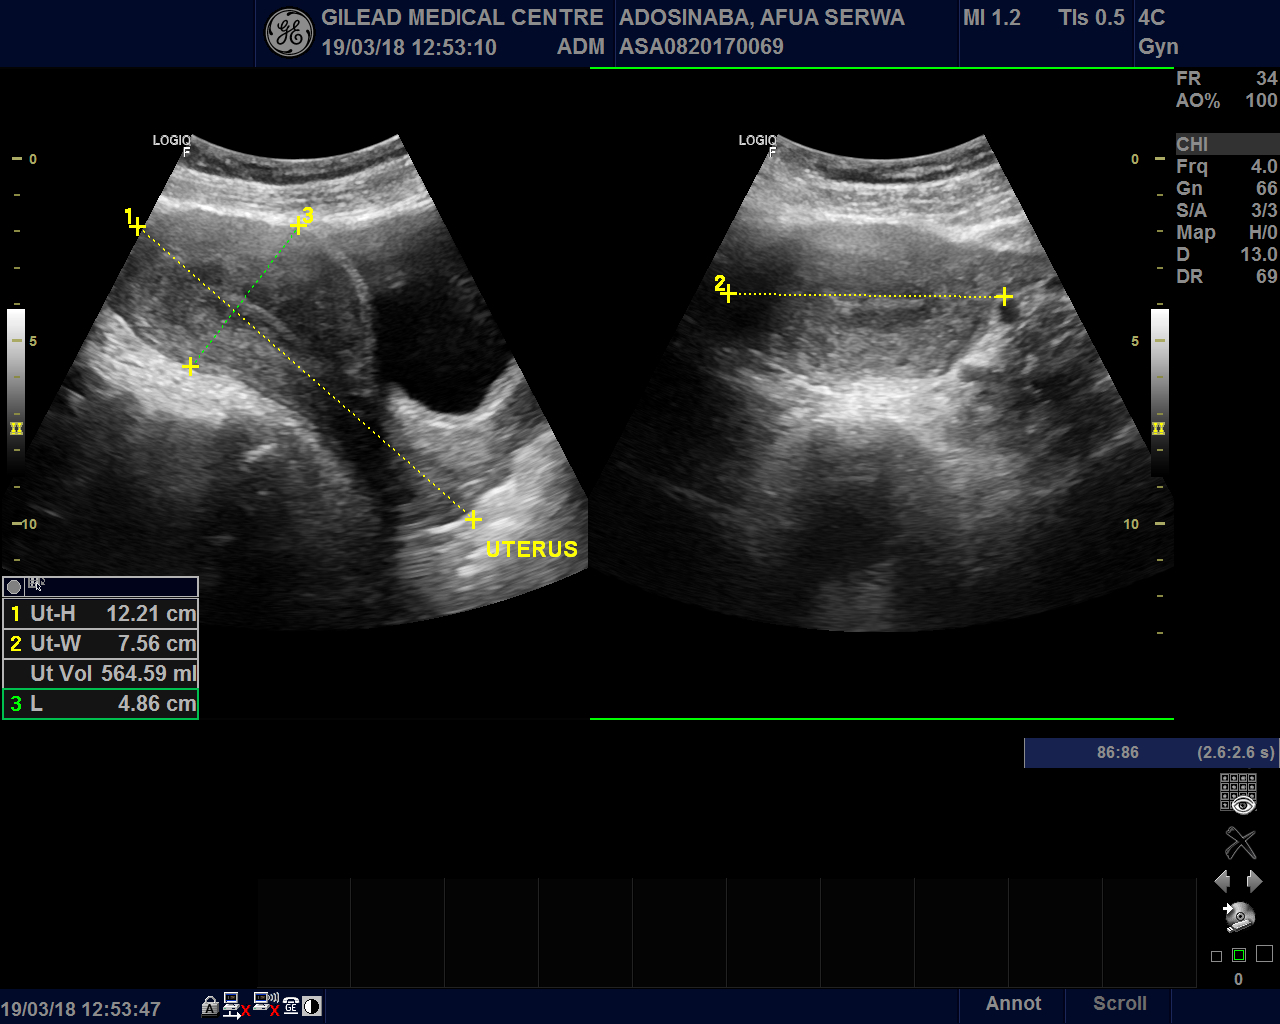 GILEAD MEDICAL CENTRE
19/03/18 12:53:10 ADM
ADOSINABA, AFUA SERWA
ASA0820170069
MI 1.2 TIs 0.5
4C
Gyn
FR 34
AO% 100
CHI
Frq 4.0
Gn 66
S/A 3/3
Map H/0
D 13.0
DR 69
LOGIQ
F
LOGIQ
F
0
5
10
0
5
10
1
3
2
UTERUS
1 Ut-H 12.21 cm
2 Ut-W 7.56 cm
Ut Vol 564.59 ml
3 L 4.86 cm
86:86 (2.6:2.6 s)
0
19/03/18 12:53:47
A
X
X
GE
Annot
Scroll